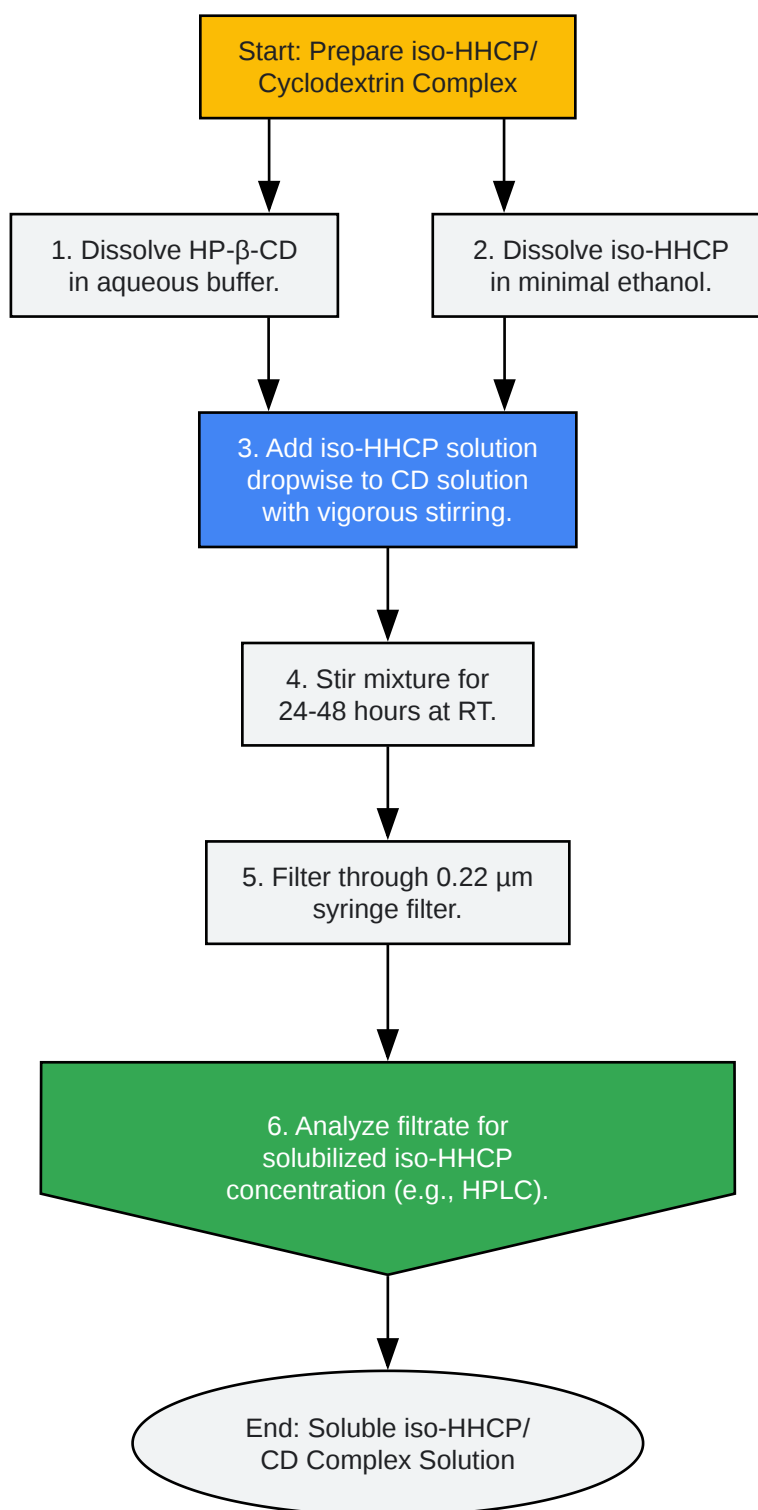 Start: Prepare iso-HHCP/
Cyclodextrin Complex
1. Dissolve HP-β-CD
in aqueous buffer.
2. Dissolve iso-HHCP
in minimal ethanol.
3. Add iso-HHCP solution
dropwise to CD solution
with vigorous stirring.
4. Stir mixture for
24-48 hours at RT.
5. Filter through 0.22 µm
syringe filter.
6. Analyze filtrate for
solubilized iso-HHCP
concentration (e.g., HPLC).
End: Soluble iso-HHCP/
CD Complex Solution